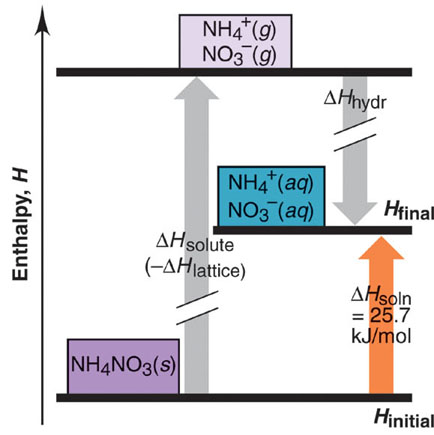 NH₄⁺(g)
NO₃⁻(g)
ΔHhydr
NH₄⁺(aq)
NO₃⁻(aq)
Hfinal
Enthalpy, H
ΔHsolute
(−ΔHlattice)
ΔHsoln
= 25.7
kJ/mol
NH₄NO₃(s)
Hinitial